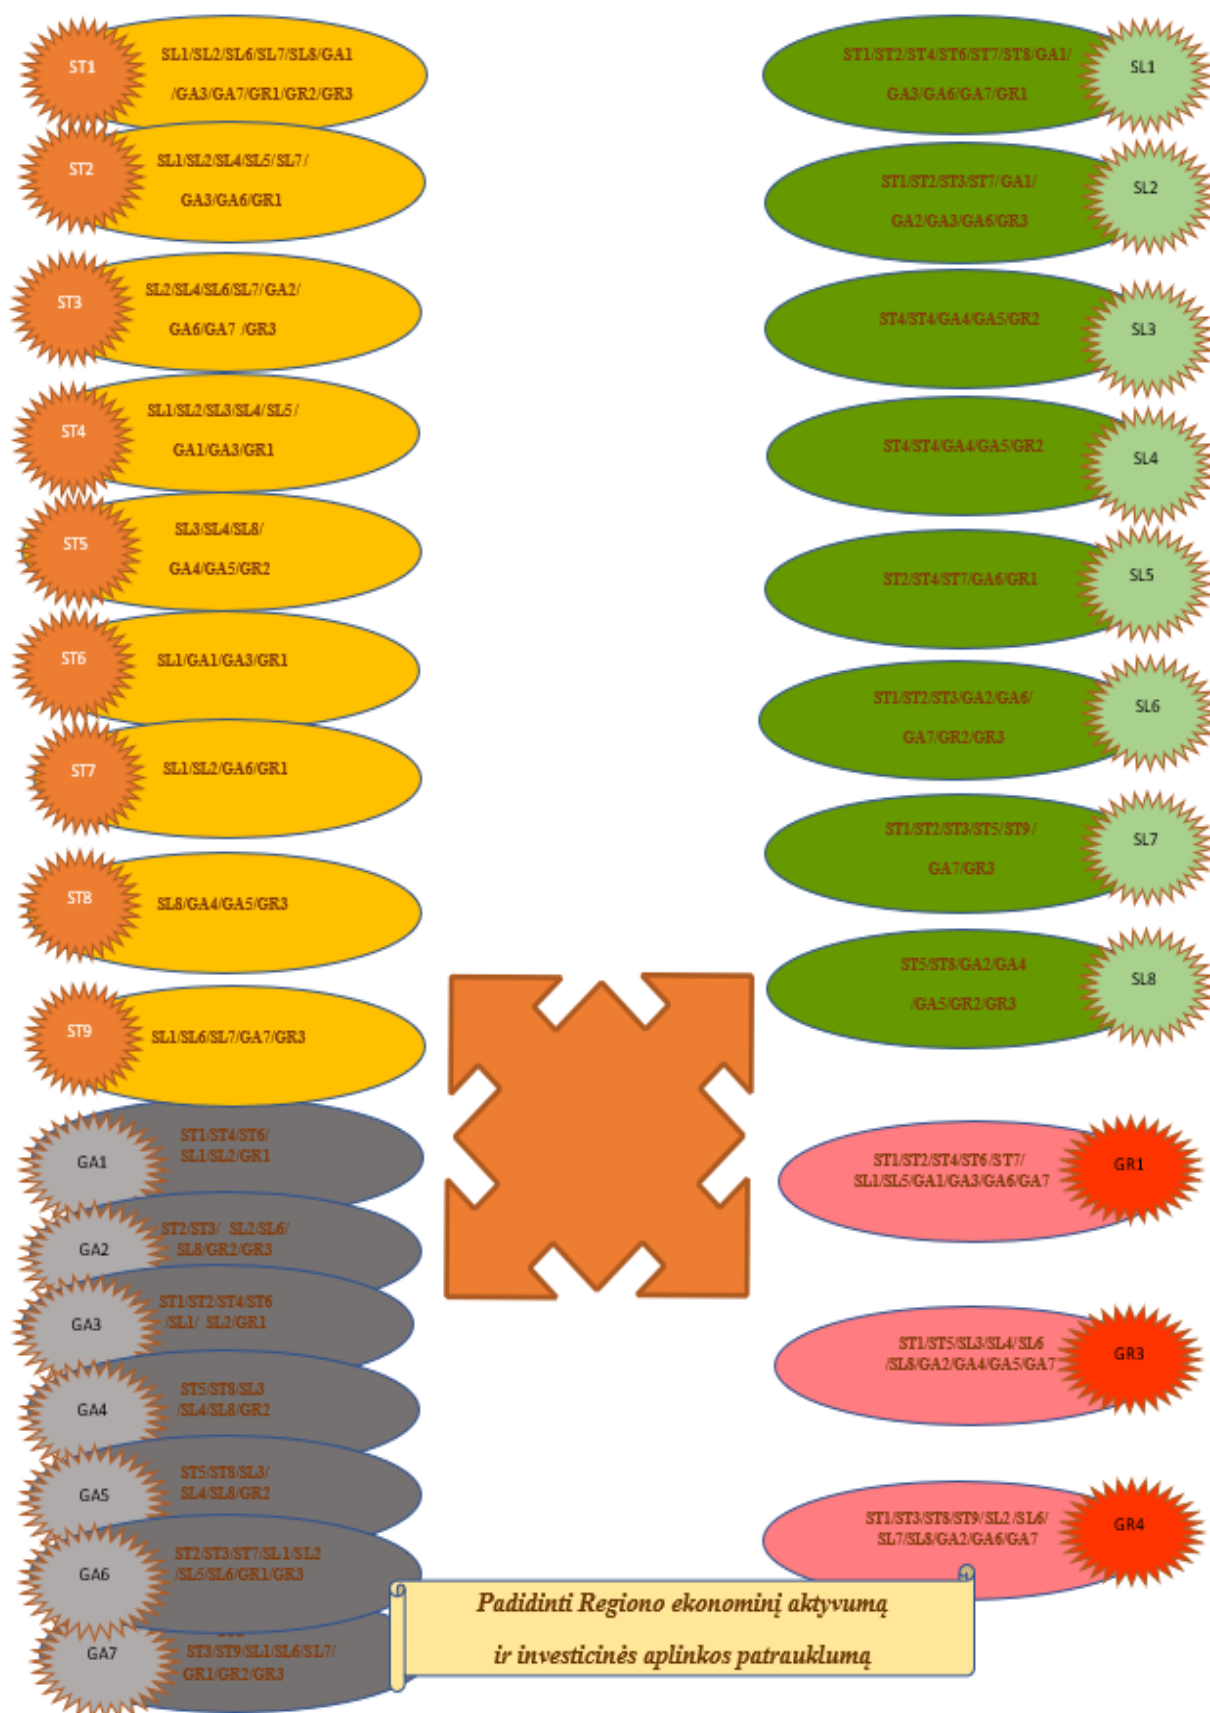 ST1
SL1/SL2/SL6/SL7/SL8/GA1
/GA3/GA7/GR1/GR2/GR3
ST2
SL1/SL2/SL4/SL5/SL7/
GA3/GA6/GR1
ST3
SL2/SL4/SL6/SL7/GA2/
GA6/GA7 /GR3
ST4
SL1/SL2/SL3/SL4/SL5/
GA1/GA3/GR1
ST5
SL3/SL4/SL8/
GA4/GA5/GR2
ST6
SL1/GA1/GA3/GR1
ST7
SL1/SL2/GA6/GR1
ST8
SL8/GA4/GA5/GR3
ST9
SL1/SL6/SL7/GA7/GR3
GA1
ST1/ST4/ST6/
SL1/SL2/GR1
GA2
ST2/ST3/ SL2/SL6/
SL8/GR2/GR3
GA3
ST1/ST2/ST4/ST6
/SL1/ SL2/GR1
GA4
ST5/ST8/SL3
/SL4/SL8/GR2
GA5
ST5/ST8/SL3/
SL4/SL8/GR2
GA6
ST2/ST3/ST7/SL1/SL2
/SL5/SL6/GR1/GR3
GA7
ST3/ST9/SL1/SL6/SL7/
GR1/GR2/GR3
ST1/ST2/ST4/ST6/ST7/ST8/GA1/
GA3/GA6/GA7/GR1
SL1
ST1/ST2/ST3/ST7/GA1/
GA2/GA3/GA6/GR3
SL2
ST4/ST4/GA4/GA5/GR2
SL3
ST4/ST4/GA4/GA5/GR2
SL4
ST2/ST4/ST7/GA6/GR1
SL5
ST1/ST2/ST3/GA2/GA6/
GA7/GR2/GR3
SL6
ST1/ST2/ST3/ST5/ST9/
GA7/GR3
SL7
ST5/ST8/GA2/GA4
/GA5/GR2/GR3
SL8
ST1/ST2/ST4/ST6/ST7/
SL1/SL5/GA1/GA3/GA6/GA7
GR1
ST1/ST5/SL3/SL4/SL6
/SL8/GA2/GA4/GA5/GA7
GR3
ST1/ST3/ST8/ST9/SL2/SL6/
SL7/SL8/GA2/GA6/GA7
GR4
Padidinti Regiono ekonominį aktyvumą
ir investicinės aplinkos patrauklumą